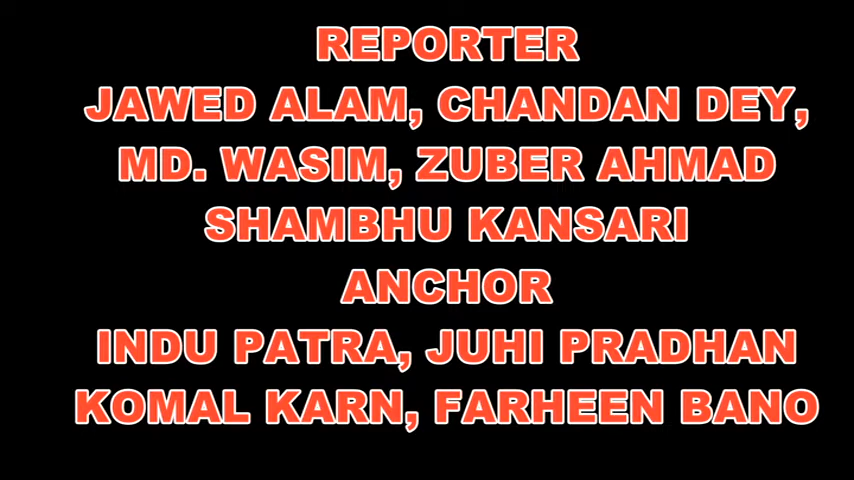 REPORTER
JAWED ALAM, CHANDAN DEY,
MD. WASIM, ZUBER AHMAD
SHAMBHU KANSARI
ANCHOR
INDU PATRA, JUHI PRADHAN
KOMAL KARN, FARHEEN BANO